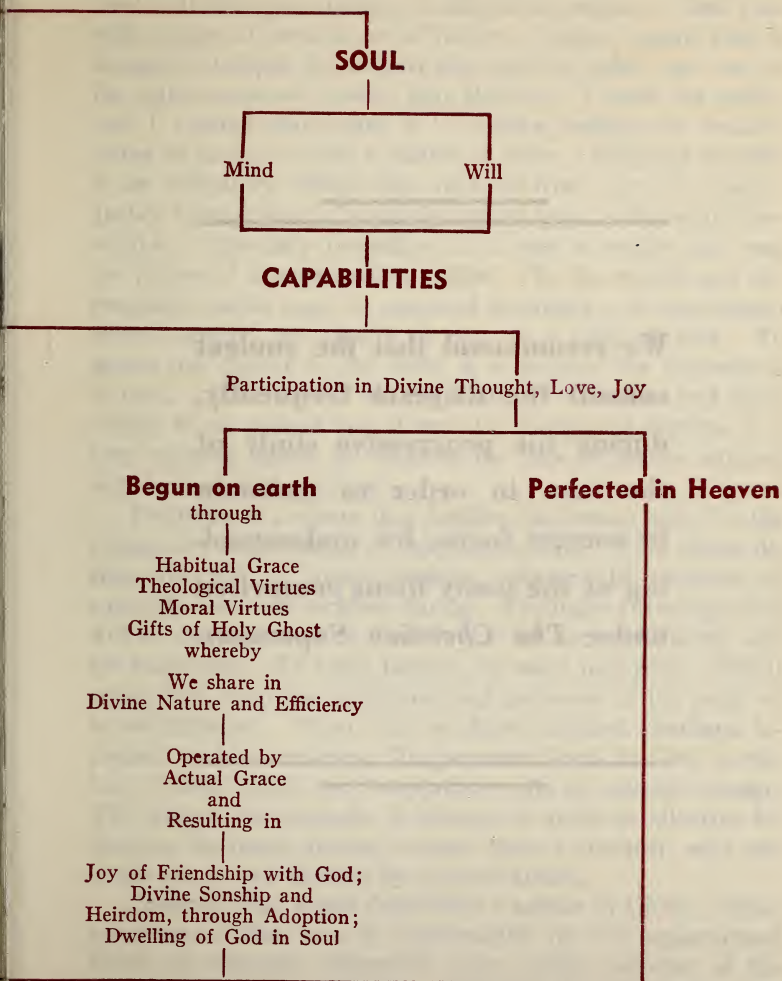 SOUL
Mind Will
CAPABILITIES
Participation in Divine Thought, Love, Joy
Begun on earth Perfected in Heaven
through
Habitual Grace
Theological Virtues
Moral Virtues
Gifts of Holy Ghost
whereby
We share in
Divine Nature and Efficiency
Operated by
Actual Grace
and
Resulting in
Joy of Friendship with God;
Divine Sonship and
Heirdom, through Adoption;
Dwelling of God in Soul